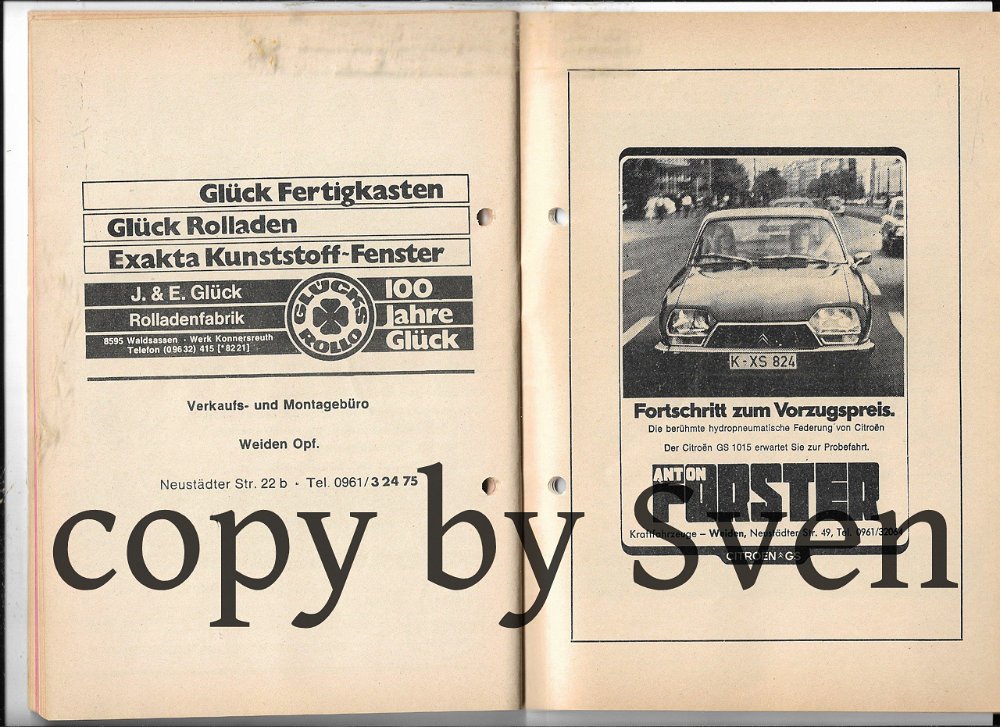 Glück Fertigkasten
Glück Rolladen
Exakta Kunststoff-Fenster
J. & E. Glück
Rolladenfabrik
8595 Waldsassen · Werk Konnersreuth
Telefon (09632) 415 [*8221]
GLÜCKS
ROLLO
100
Jahre
Glück
Verkaufs- und Montagebüro
Weiden Opf.
Neustädter Str. 22 b · Tel. 0961/3 24 75
K-XS 824
Fortschritt zum Vorzugspreis.
Die berühmte hydropneumatische Federung von Citroën
Der Citroën GS 1015 erwartet Sie zur Probefahrt.
ANTON
FORSTER
Kraftfahrzeuge – Weiden, Neustädter Str. 49, Tel. 0961/32064
CITROËN GS
copy by Sven